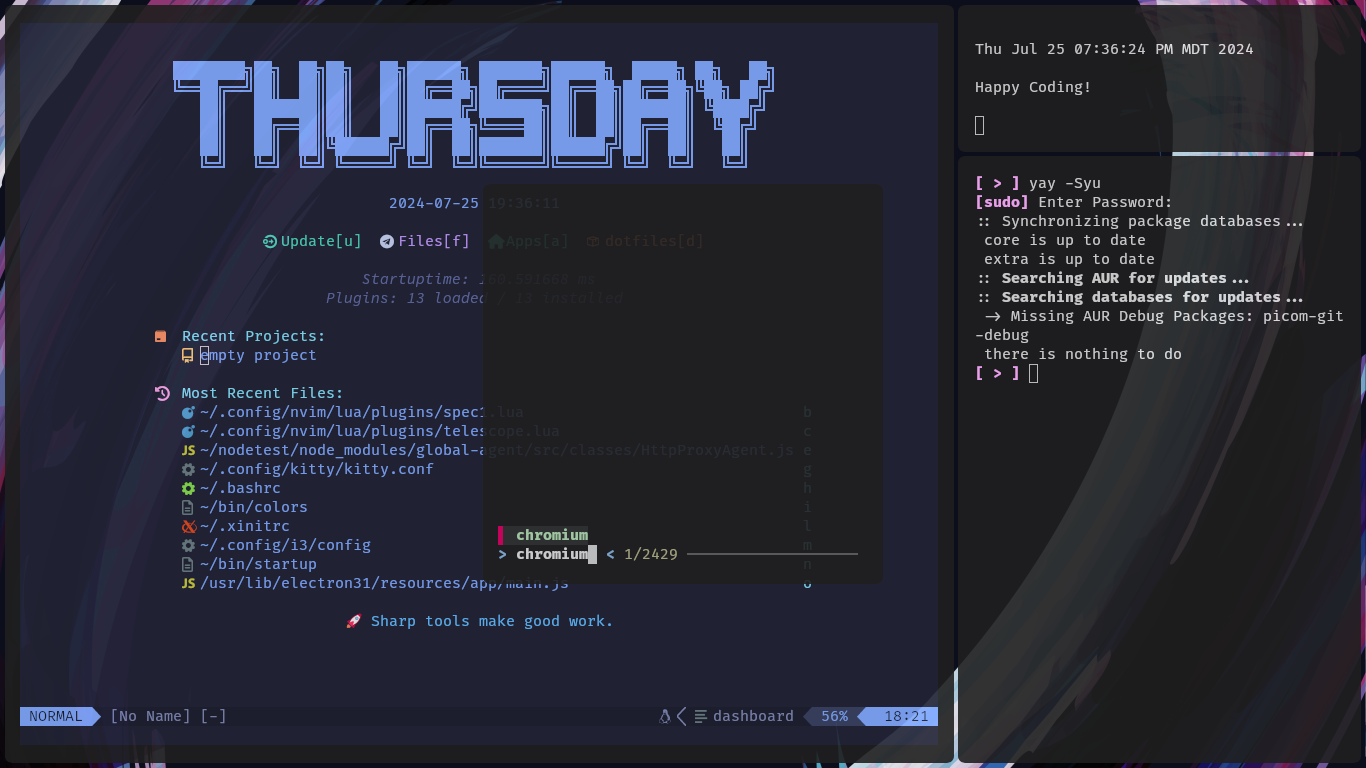 THURSDAY
2024-07-25 19:36:11
Update[u] Files[f] Apps[a] dotfiles[d]
Startuptime: ms
Plugins: 13 loaded / 13 installed
Recent Projects:
empty project
Most Recent Files:
~/.config/nvim/lua/plugins/spec1.lua b
~/.config/nvim/lua/plugins/telescope.lua c
JS ~/nodetest/node_modules/global-agent/src/classes/HttpProxyAgent.js e
~/.config/kitty/kitty.conf g
~/.bashrc h
~/bin/colors i
~/.xinitrc l
~/.config/i3/config m
~/bin/startup n
JS /usr/lib/electron31/resources/app/main.js o
🚀 Sharp tools make good work.
NORMAL [No Name] [-] dashboard 56% 18:21
chromium
> chromium < 1/2429
Thu Jul 25 07:36:24 PM MDT 2024
Happy Coding!
[ > ] yay -Syu
[sudo] Enter Password:
:: Synchronizing package databases...
core is up to date
extra is up to date
:: Searching AUR for updates...
:: Searching databases for updates...
-> Missing AUR Debug Packages: picom-git
-debug
there is nothing to do
[ > ]